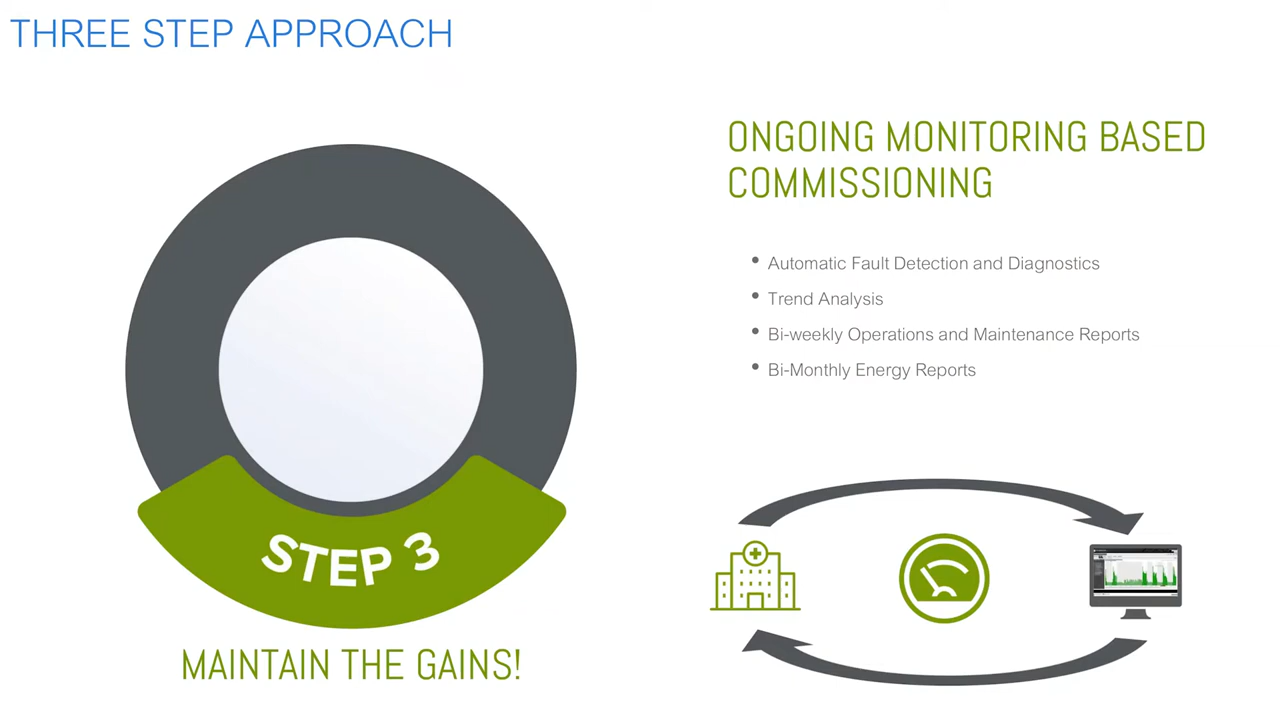 THREE STEP APPROACH
ONGOING MONITORING BASED
COMMISSIONING
• Automatic Fault Detection and Diagnostics
• Trend Analysis
• Bi-weekly Operations and Maintenance Reports
• Bi-Monthly Energy Reports
STEP 3
MAINTAIN THE GAINS!